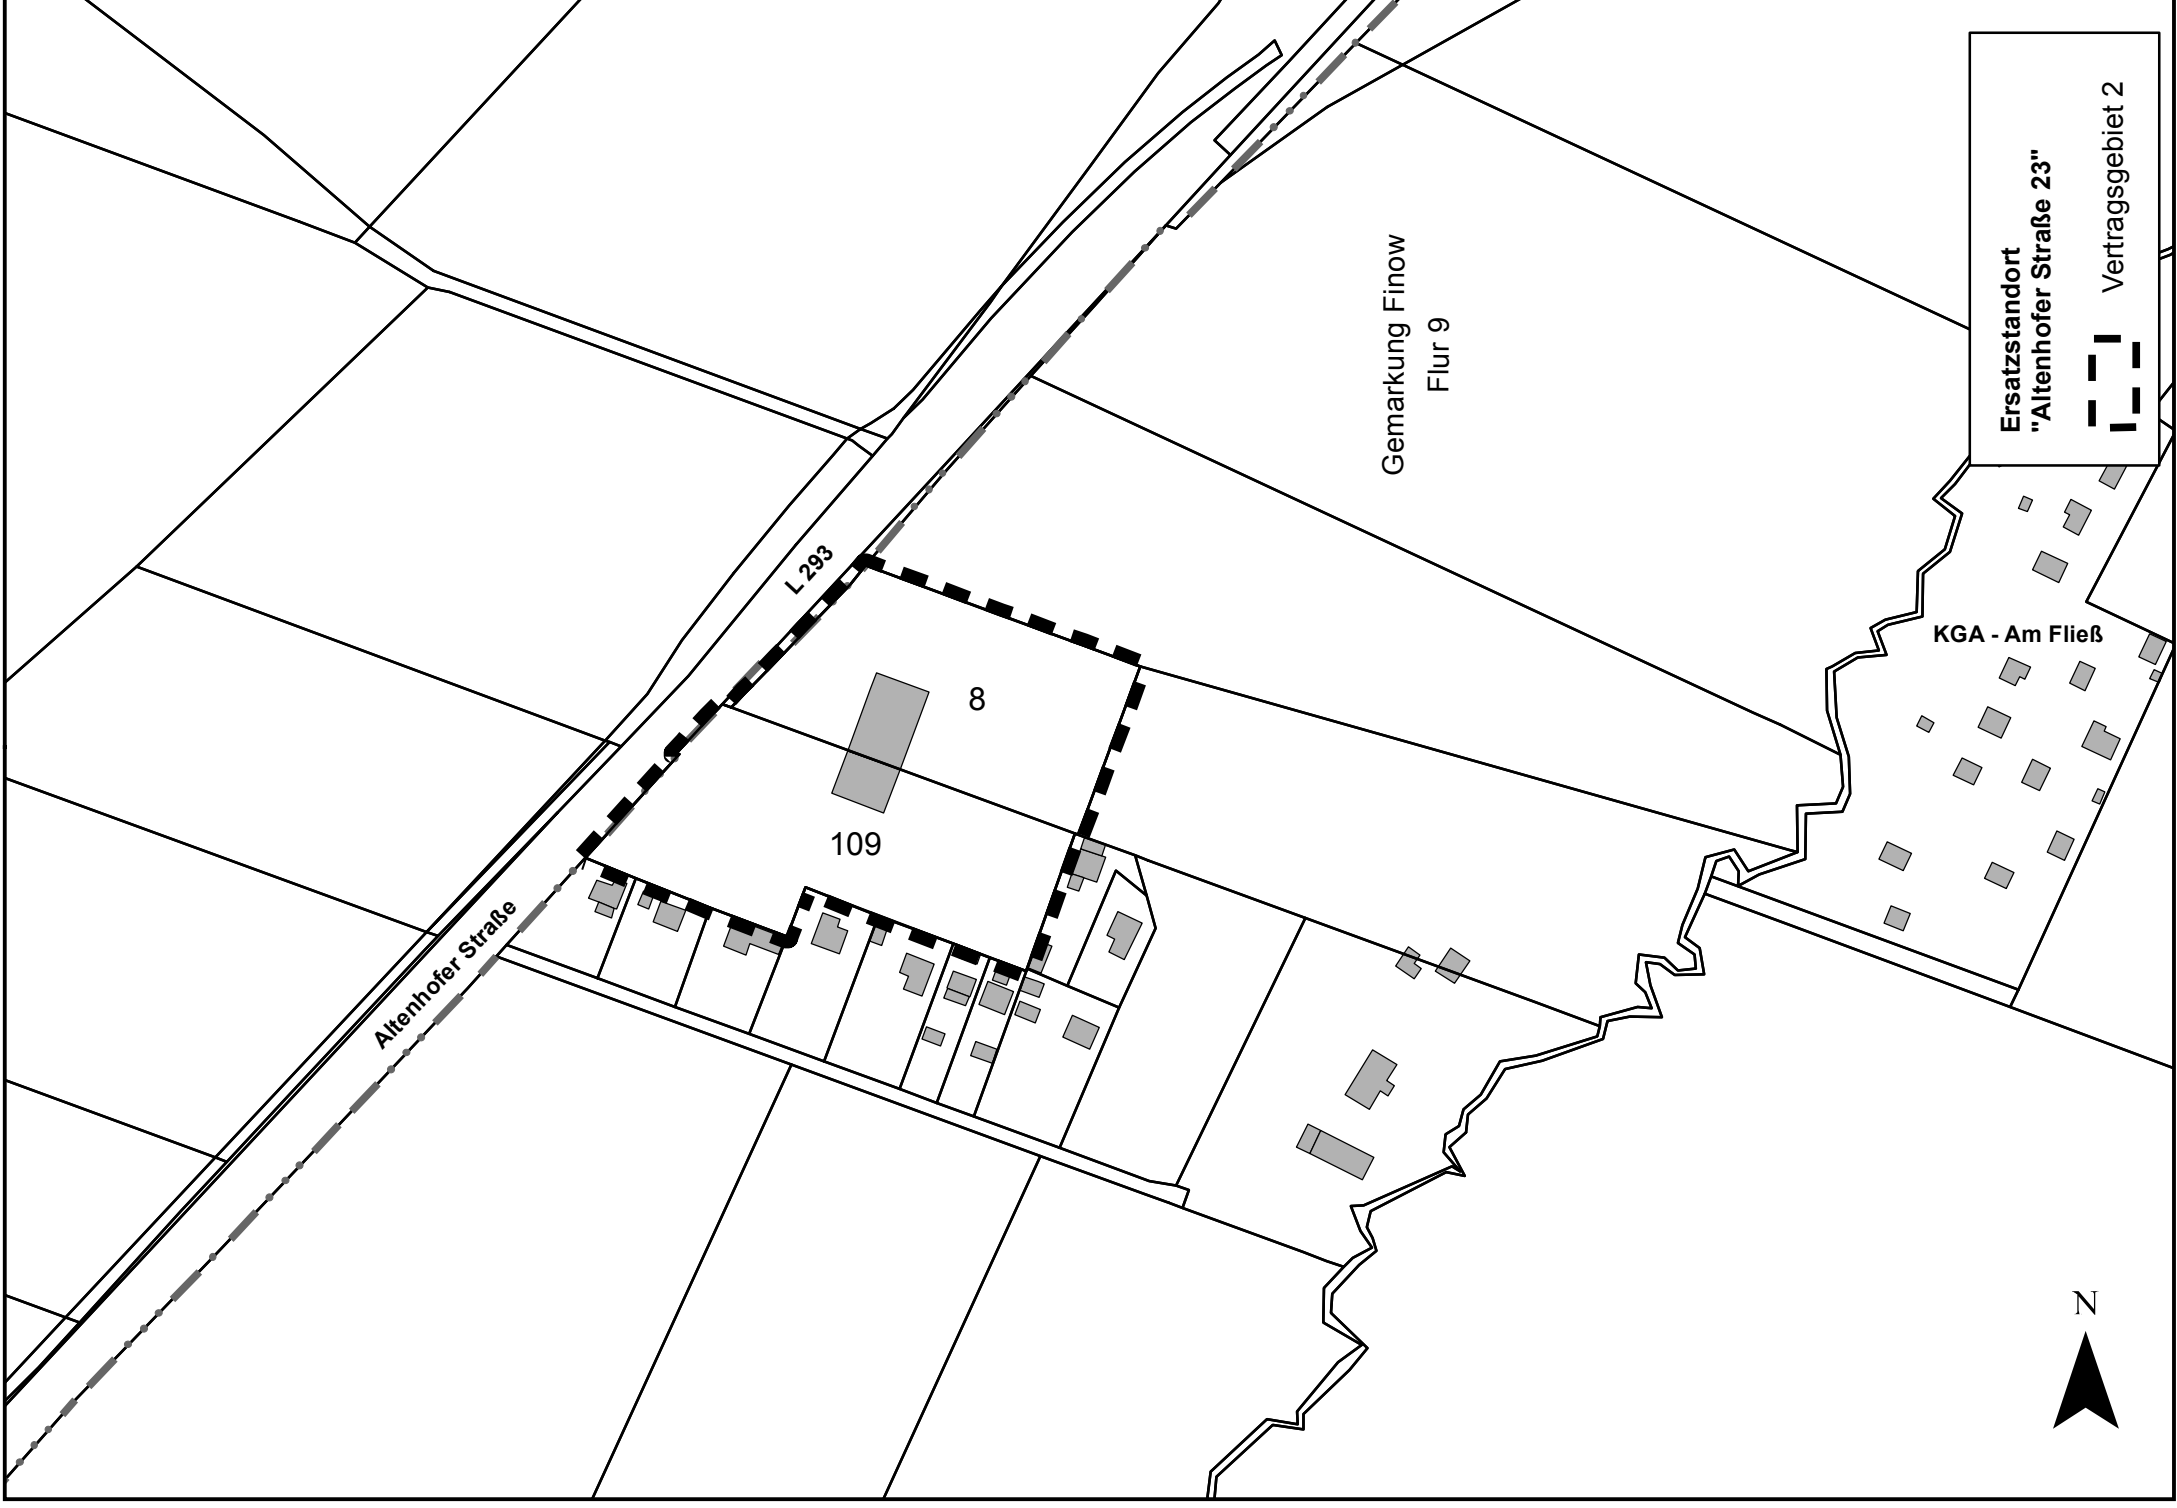 Ersatzstandort
"Altenhofer Straße 23"
Vertragsgebiet 2
Gemarkung Finow
Flur 9
L 293
8
KGA - Am Fließ
109
Altenhofer Straße
N